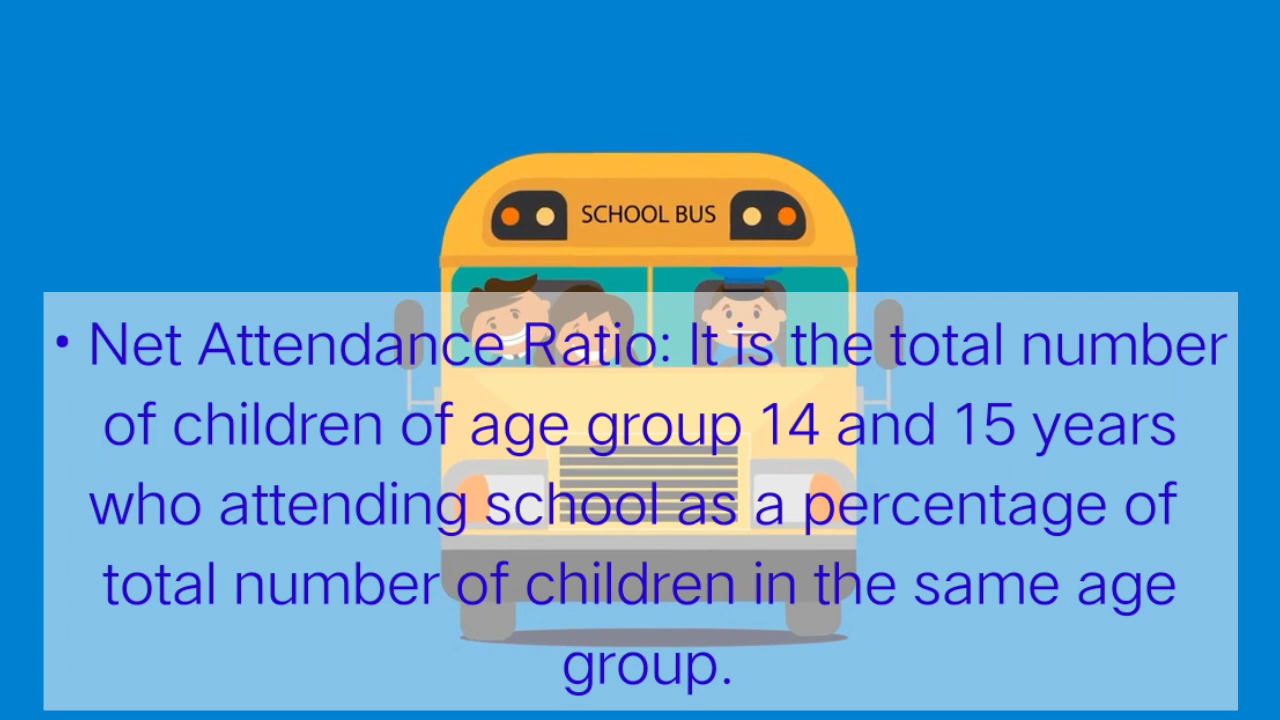 SCHOOL BUS
• Net Attendance Ratio: It is the total number
of children of age group 14 and 15 years
who attending school as a percentage of
total number of children in the same age
group.